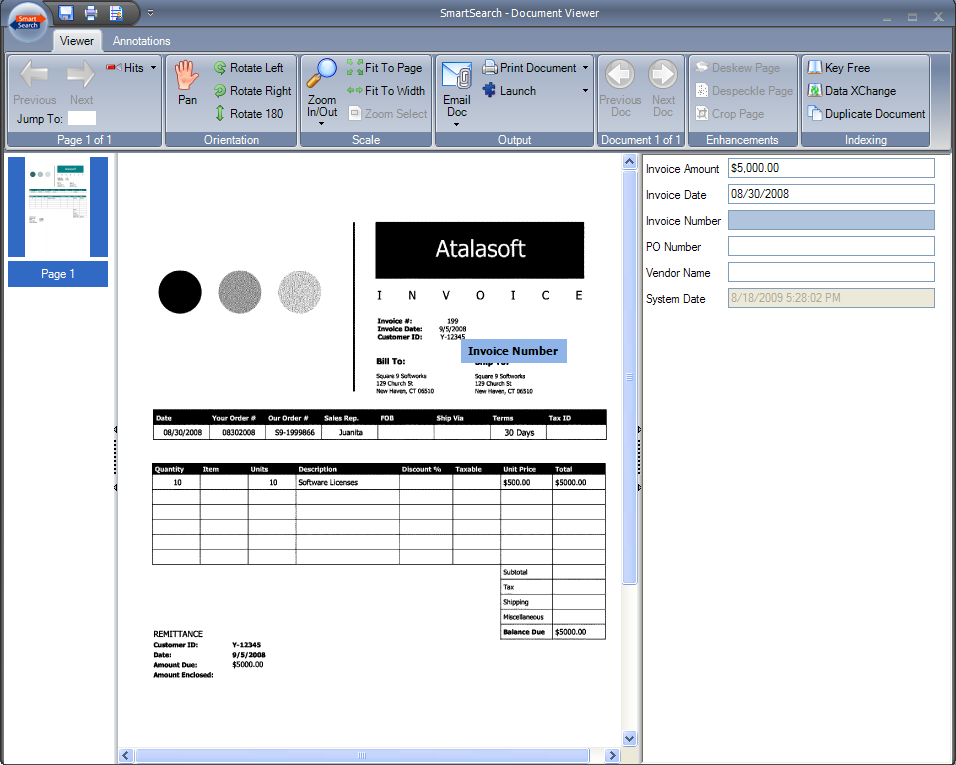 SmartSearch - Document Viewer
Smart Search
Viewer Annotations
Previous Next
Jump To:
Hits
Page 1 of 1
Pan
Rotate Left
Rotate Right
Rotate 180
Orientation
Zoom In/Out
Fit To Page
Fit To Width
Zoom Select
Scale
Email Doc
Print Document
Launch
Output
Previous Doc
Next Doc
Document 1 of 1
Deskew Page
Despeckle Page
Crop Page
Enhancements
Key Free
Data XChange
Duplicate Document
Indexing
Page 1
Atalasoft
I N V O I C E
Invoice #: 199
Invoice Date: 9/5/2008
Customer ID: Y-12345
Invoice Number
Bill To:
Square 9 Softworks Square 9 Softworks
129 Church St 129 Church St
New Haven, CT 06510 New Haven, CT 06510
Date Your Order # Our Order # Sales Rep. FOB Ship Via Terms Tax ID
08/30/2008 08302008 S9-1999866 Juanita 30 Days
Quantity Item Units Description Discount % Taxable Unit Price Total
10 10 Software Licenses $500.00 $5000.00
Subtotal
Tax
Shipping
Miscellaneous
Balance Due $5000.00
REMITTANCE
Customer ID: Y-12345
Date: 9/5/2008
Amount Due: $5000.00
Amount Enclosed:
Invoice Amount $5,000.00
Invoice Date 08/30/2008
Invoice Number
PO Number
Vendor Name
System Date 8/18/2009 5:28:02 PM